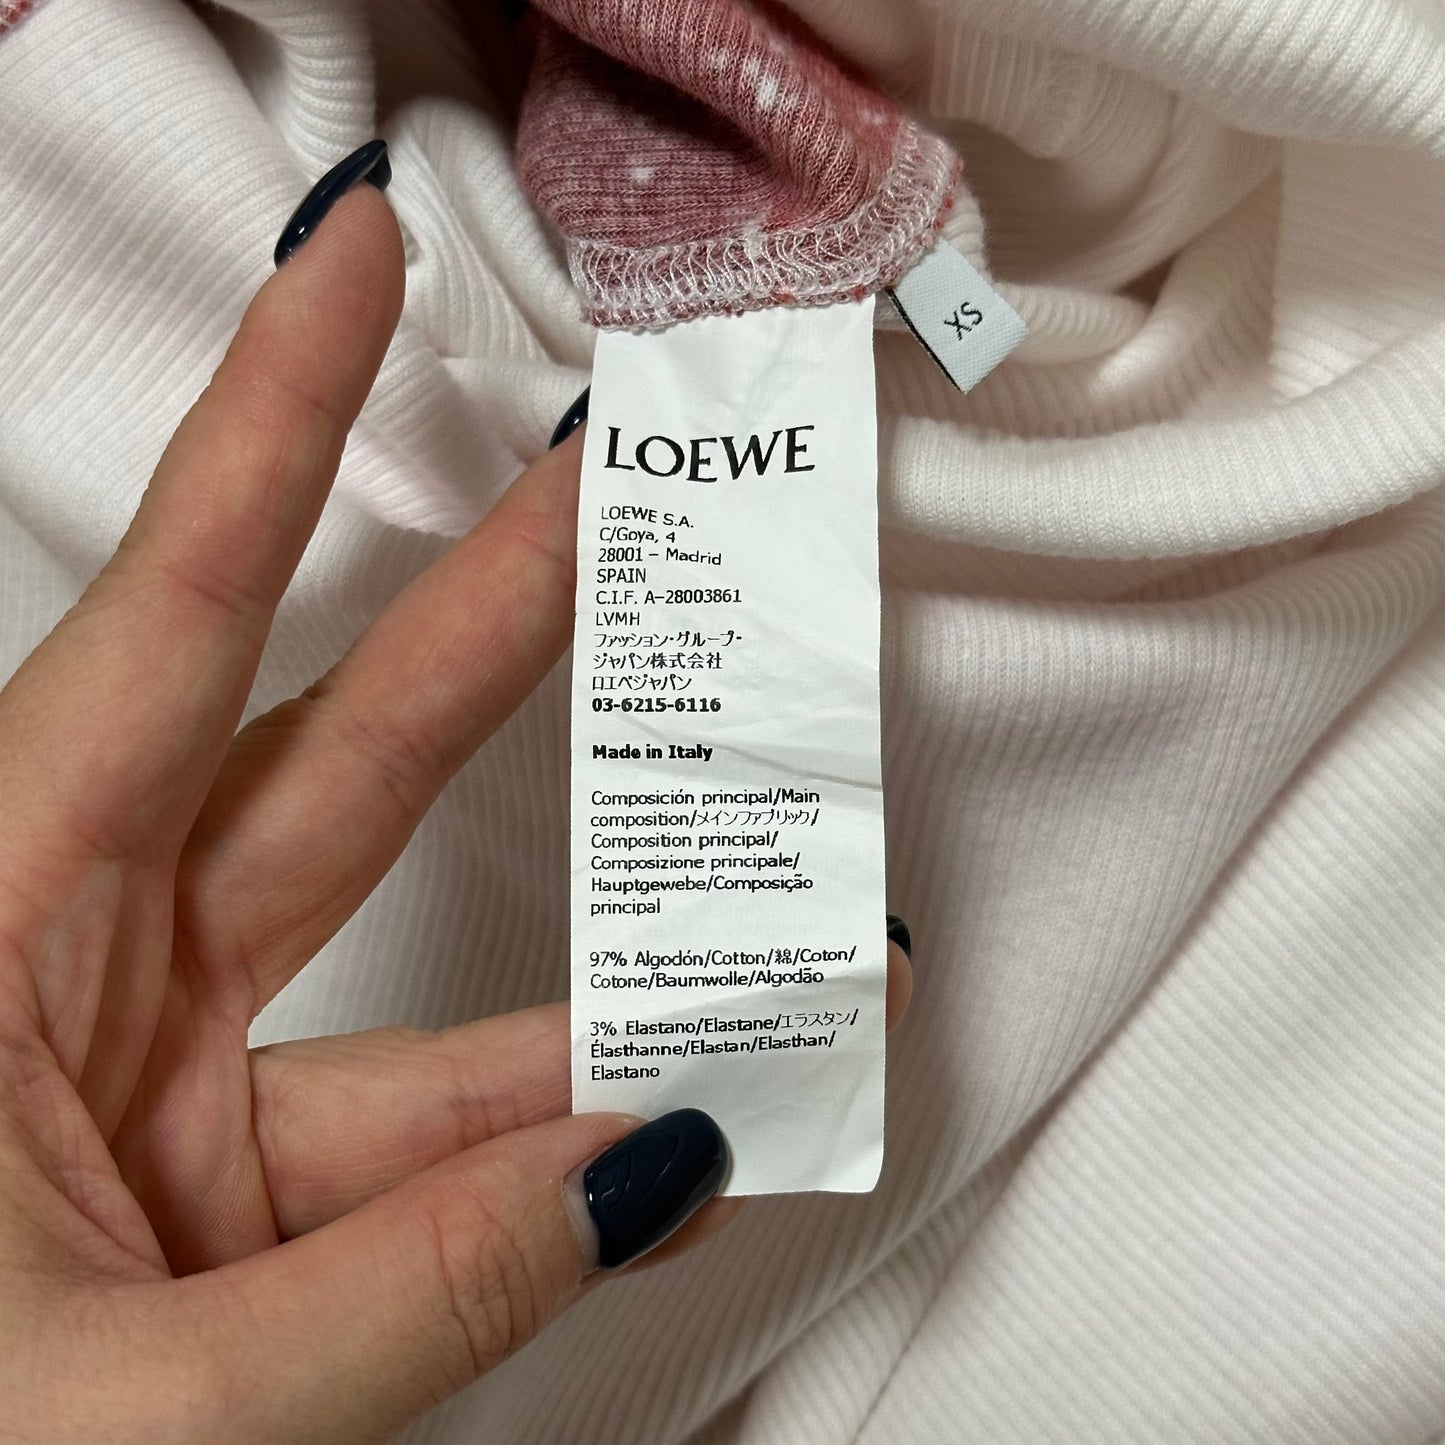 XS
LOEWE
LOEWE S.A.
C/Goya, 4
28001 – Madrid
SPAIN
C.I.F. A-28003861
LVMH
ファッション・グループ・
ジャパン株式会社
ロエベジャパン
03-6215-6116
Made in Italy
Composición principal/Main
composition/メインファブリック/
Composition principal/
Composizione principale/
Hauptgewebe/Composição
principal
97% Algodón/Cotton/綿/Coton/
Cotone/Baumwolle/Algodão
3% Elastano/Elastane/エラスタン/
Élasthanne/Elastan/Elasthan/
Elastano